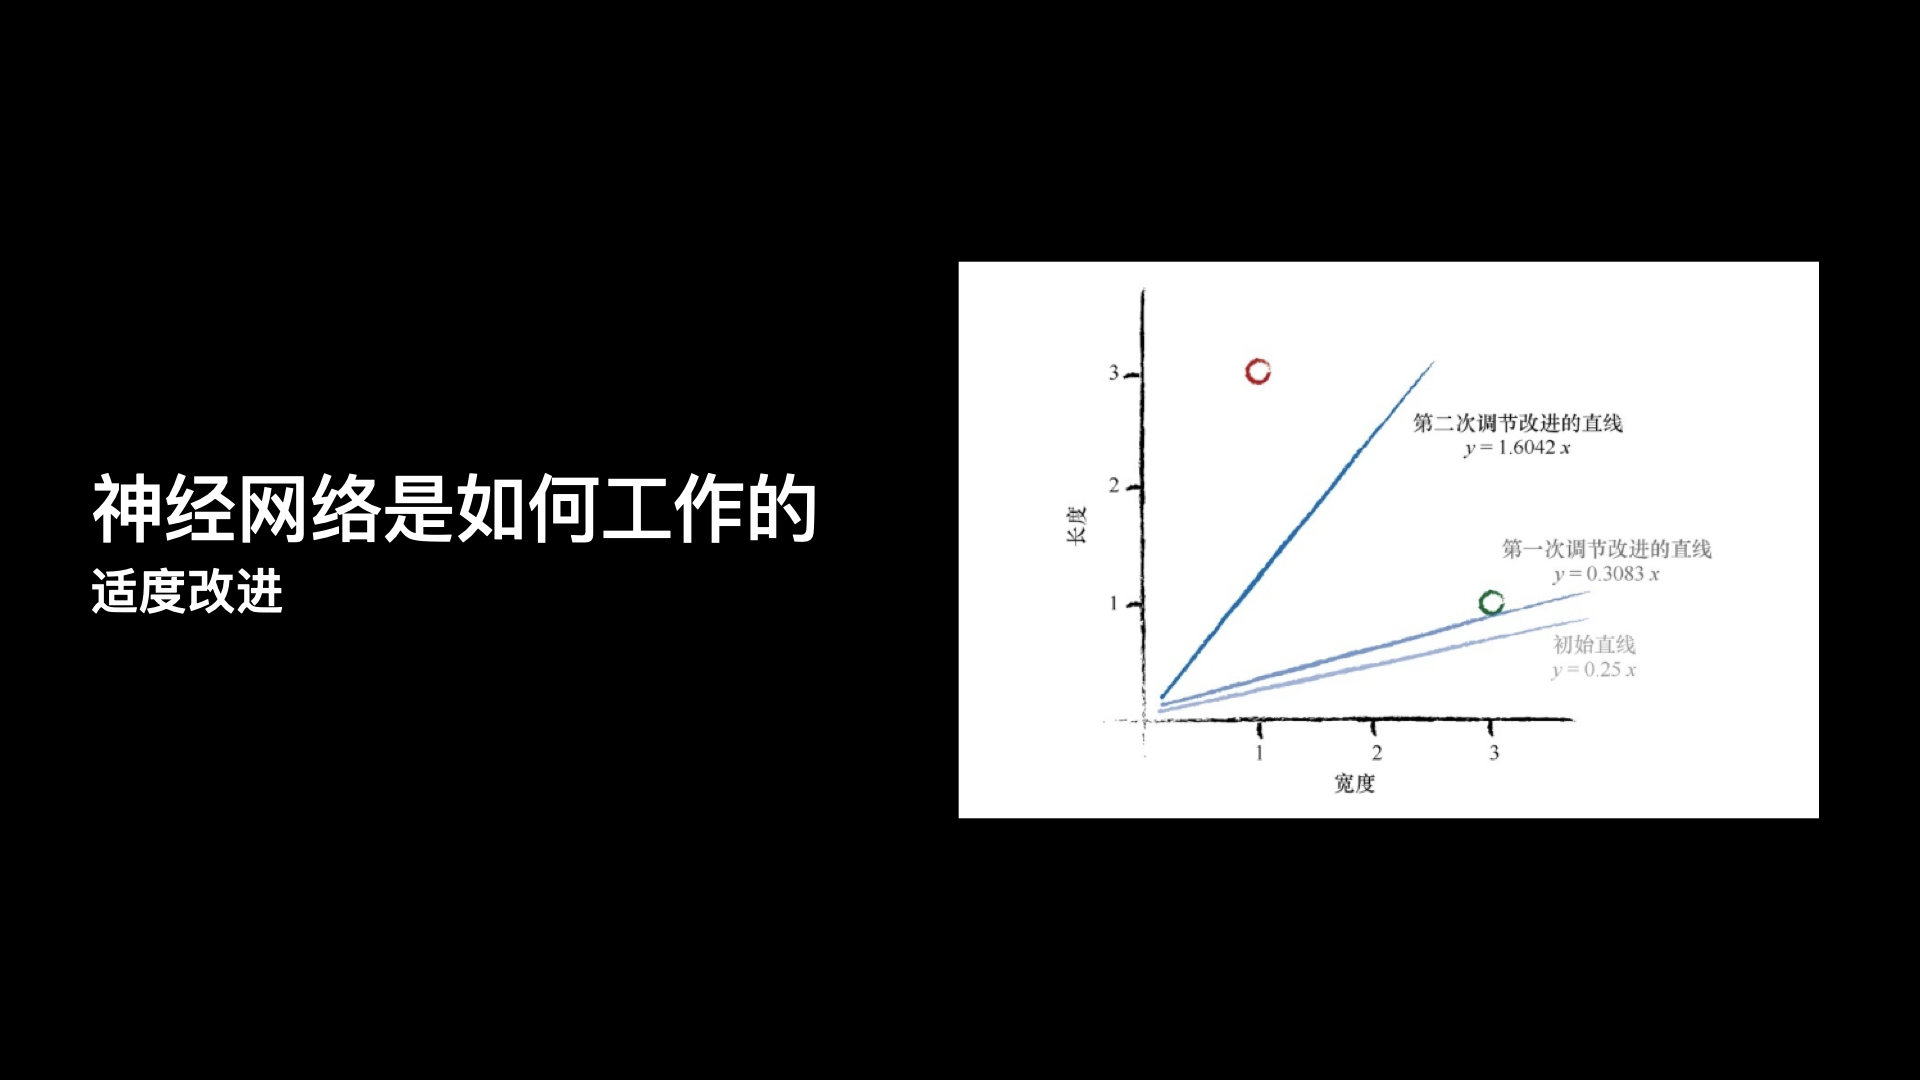 神经网络是如何工作的
适度改进
3
第二次调节改进的直线
y = 1.6042 x
2
长度
第一次调节改进的直线
y = 0.3083 x
1
初始直线
y = 0.25 x
1 2 3
宽度